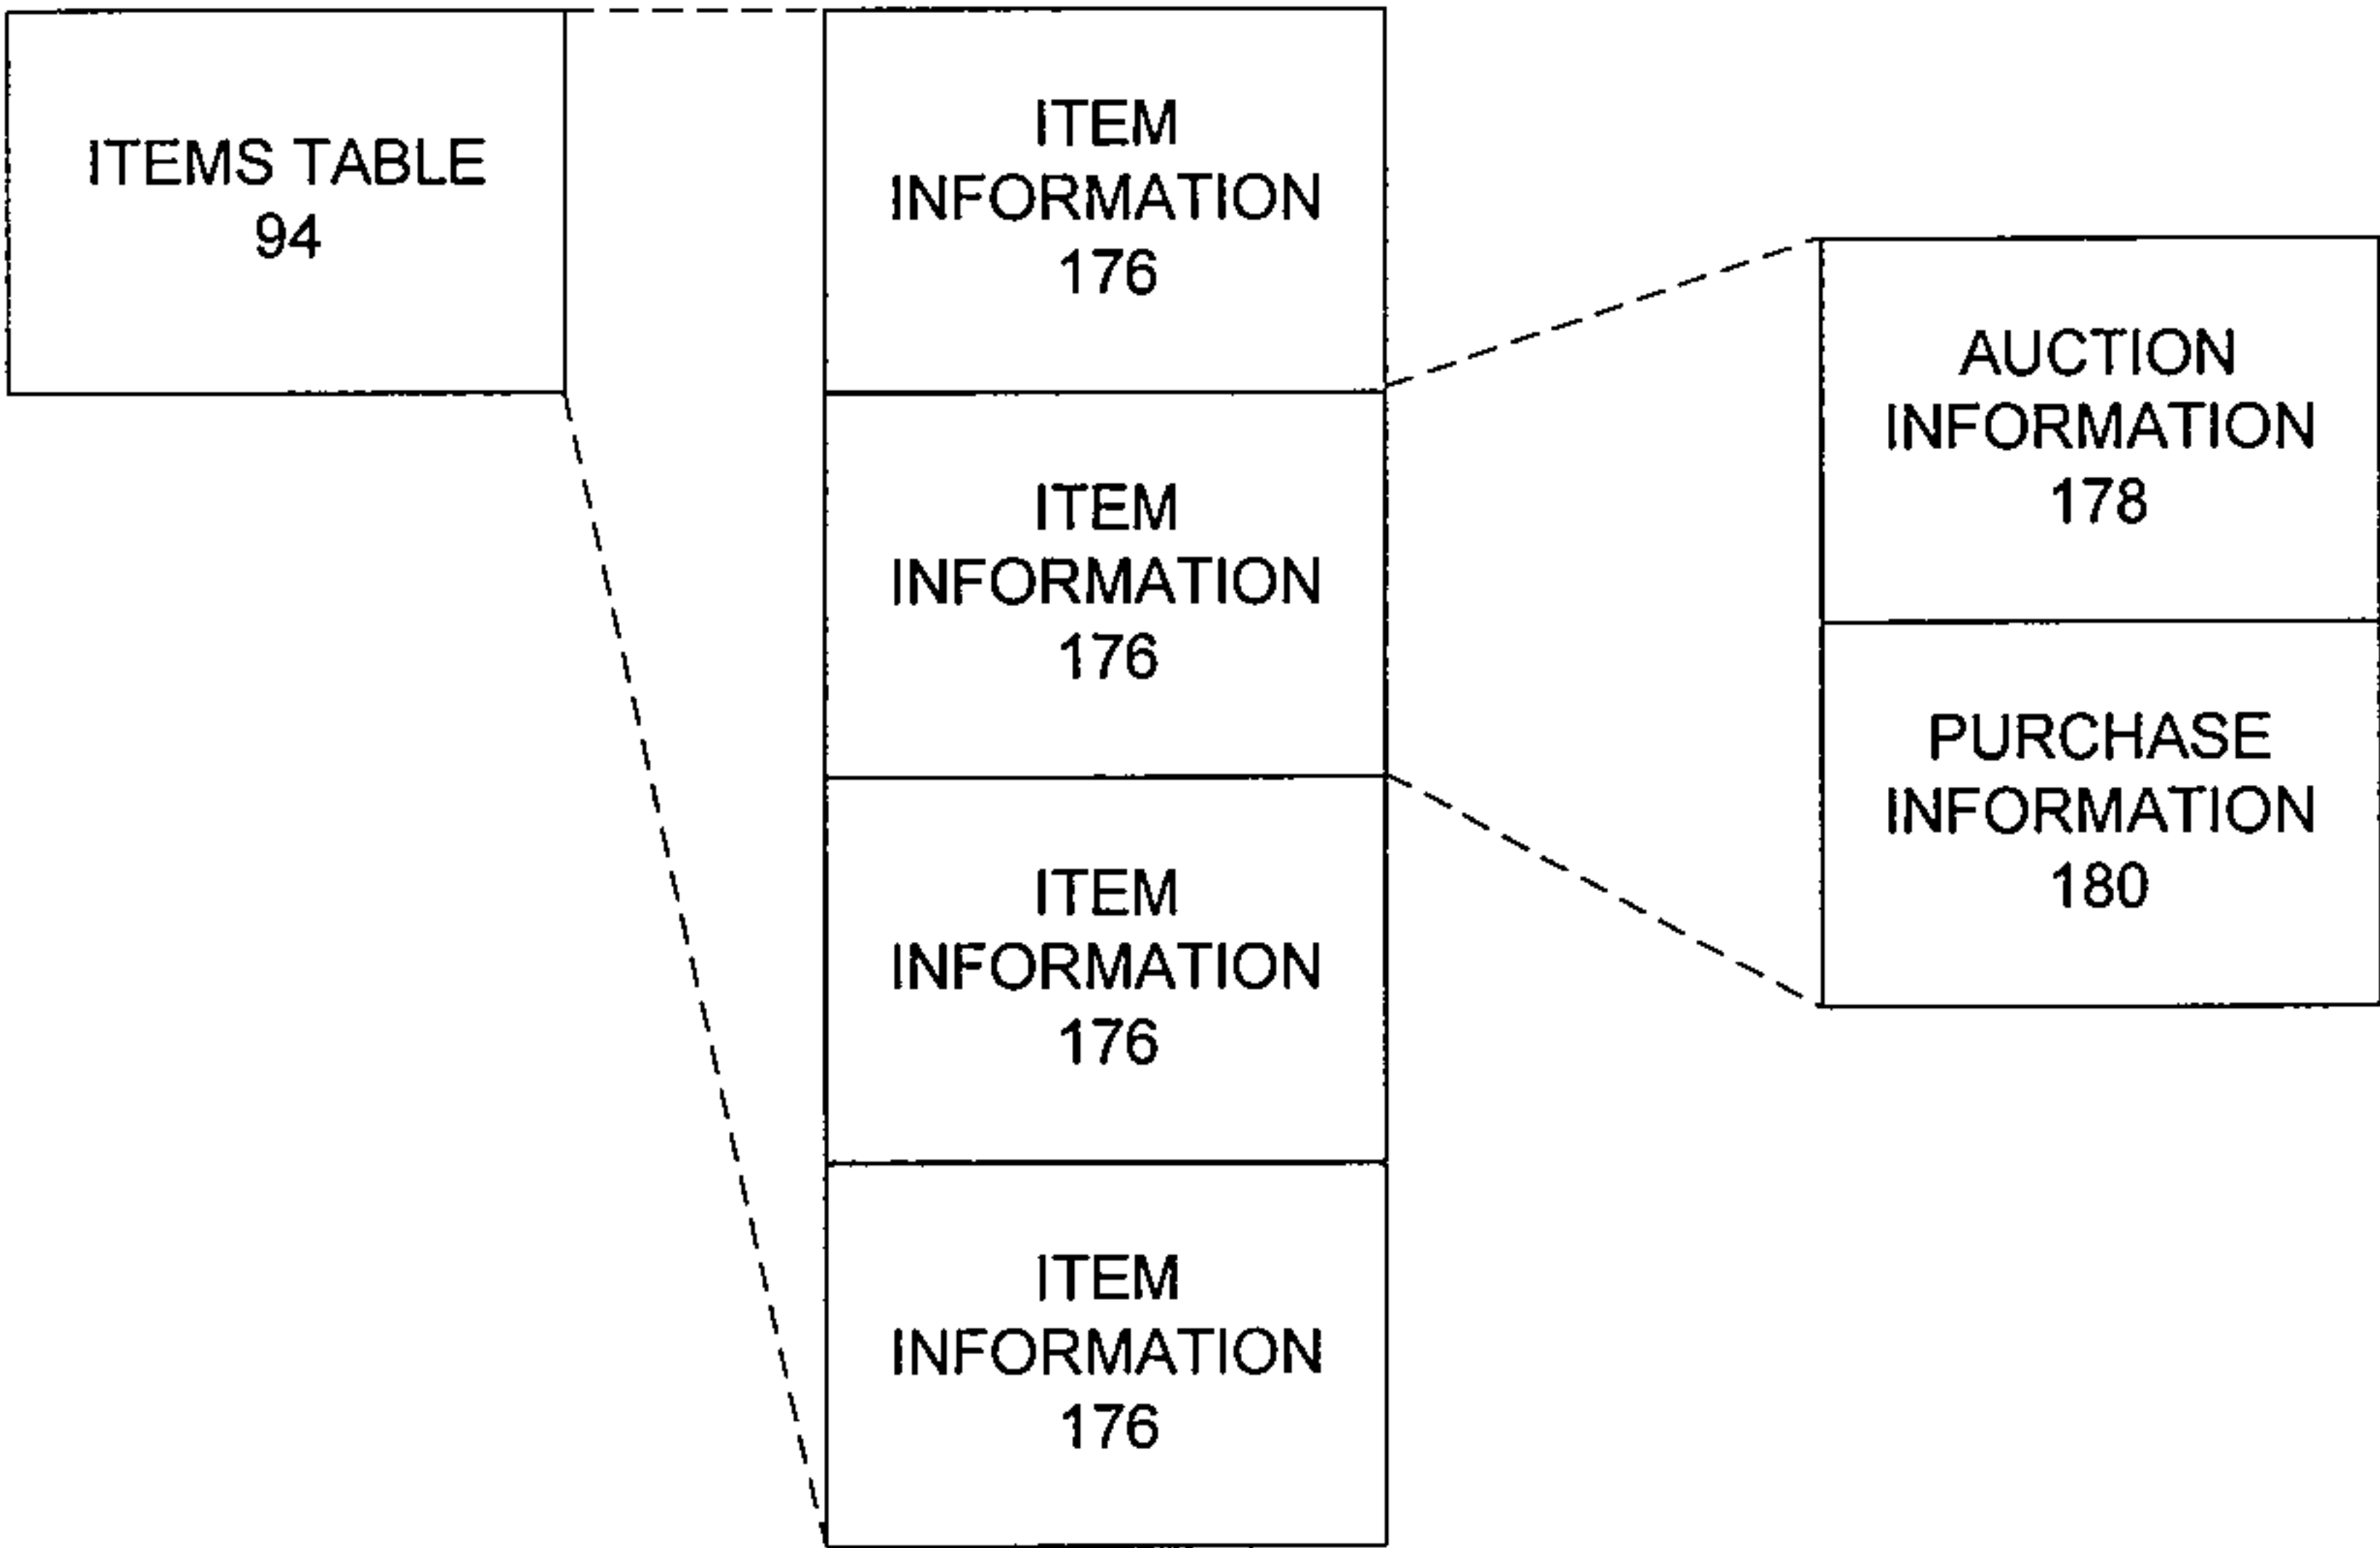 ITEMS TABLE
94
ITEM
INFORMATION
176
ITEM
INFORMATION
176
ITEM
INFORMATION
176
ITEM
INFORMATION
176
AUCTION
INFORMATION
178
PURCHASE
INFORMATION
180